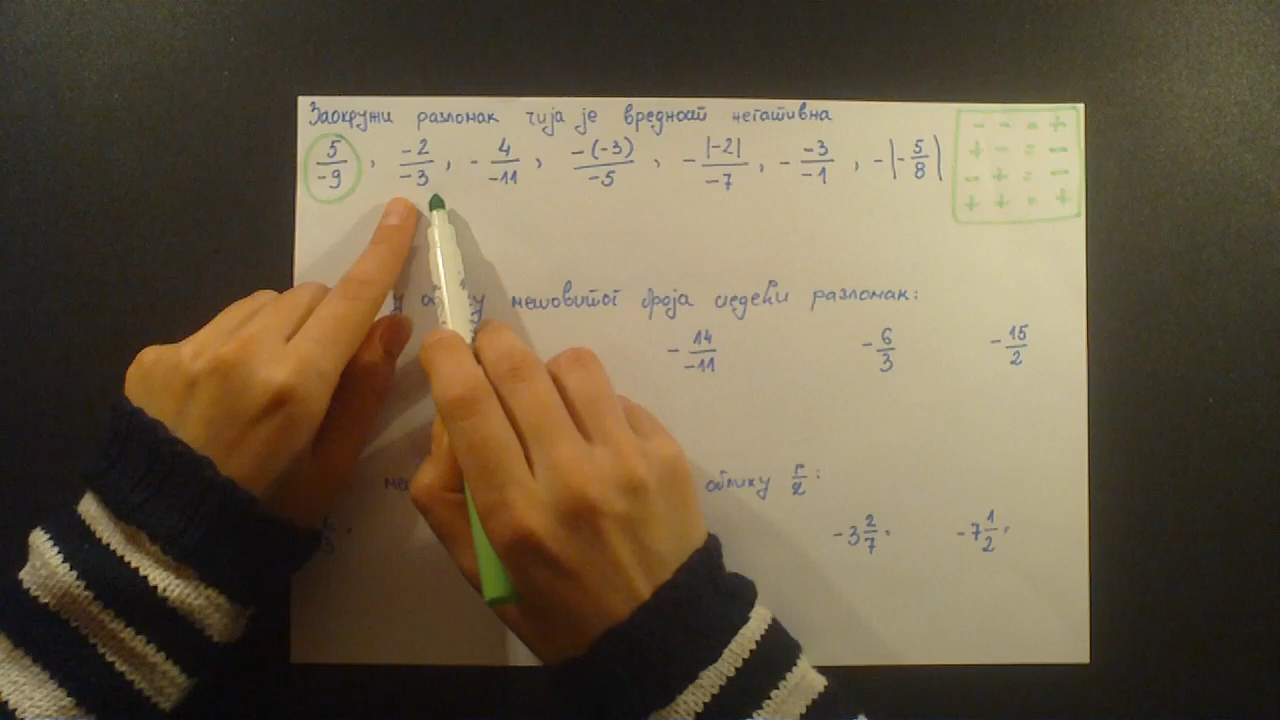 Заокружи разломак чија је вредност негативна
5/-9 , -2/-3 , - 4/-11 , -(-3)/-5 , - |-2|/-7 , - -3/-1 , -|-5/8|
- - = +
+ - = -
- + = -
+ + = +
у мешовитог броја следећи разломак:
- 14/-11 - 6/3 - 15/2
облику :
-3 2/7 = -7 1/2 =